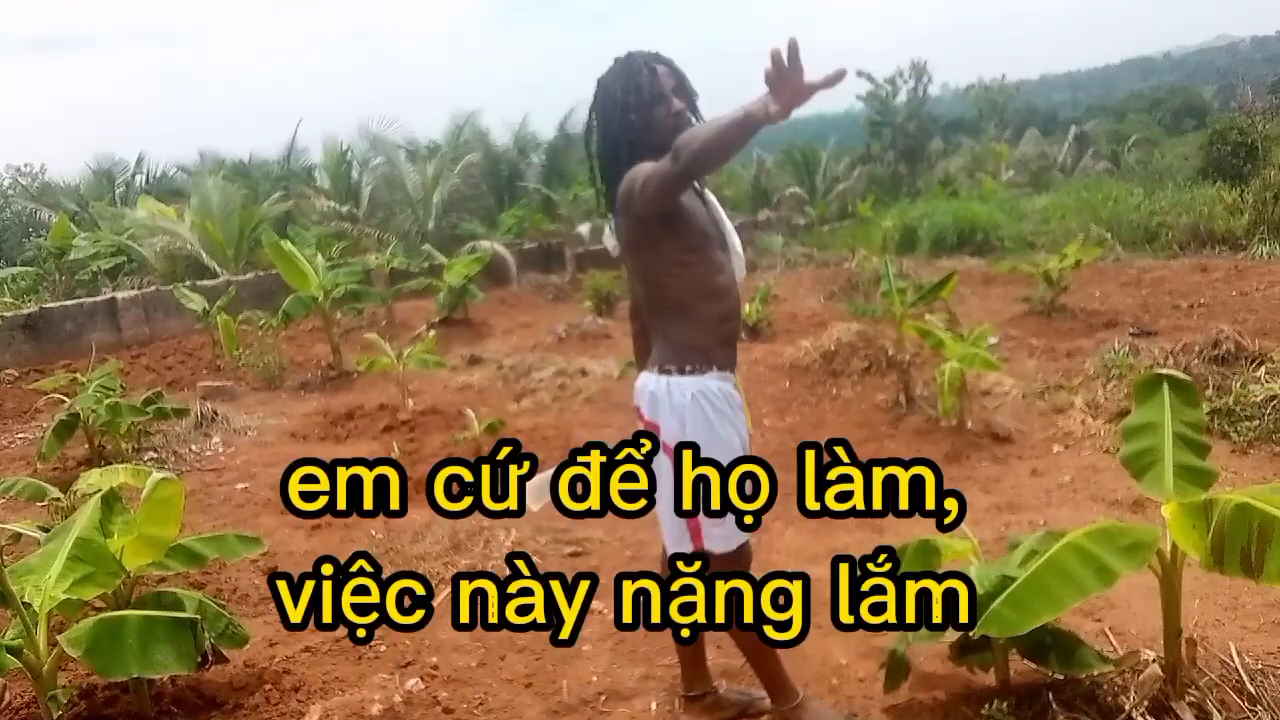 em cứ để họ làm,
việc này nặng lắm